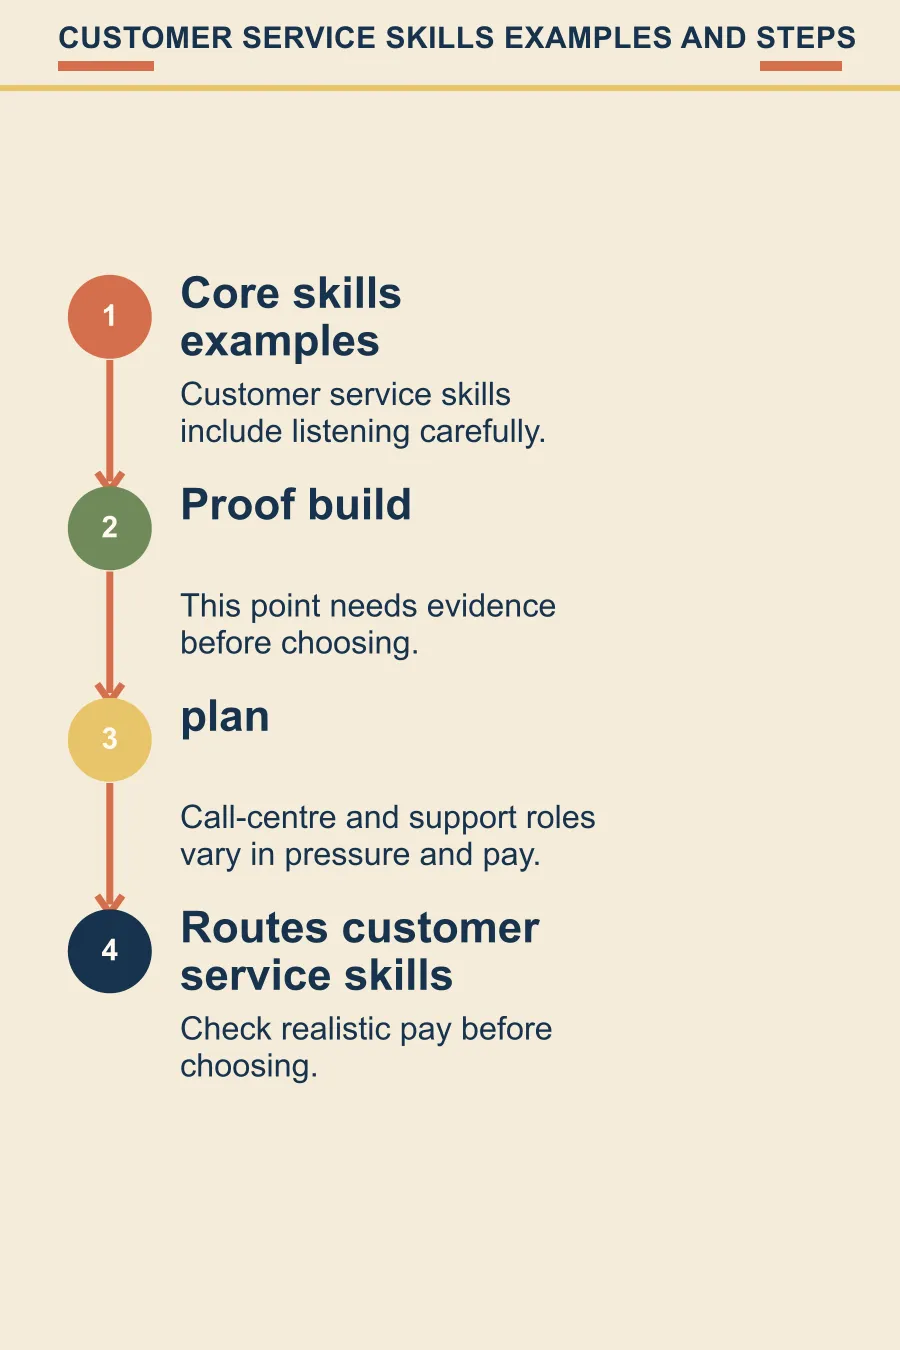 CUSTOMER SERVICE SKILLS EXAMPLES AND STEPS
1
Core skills
examples
Customer service skills
include listening carefully.
2
Proof build
This point needs evidence
before choosing.
3
plan
Call-centre and support roles
vary in pressure and pay.
4
Routes customer
service skills
Check realistic pay before
choosing.